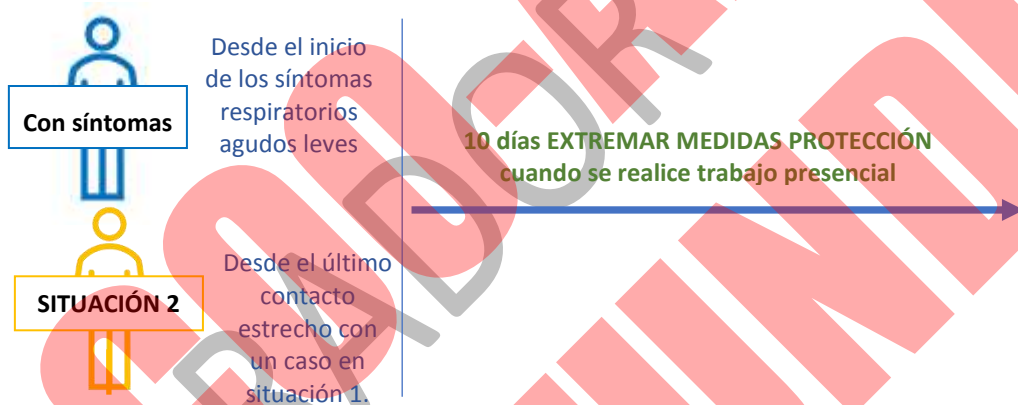 Con síntomas
Desde el inicio
de los síntomas
respiratorios
agudos leves
10 días EXTREMAR MEDIDAS PROTECCIÓN
cuando se realice trabajo presencial
SITUACIÓN 2
Desde el último
contacto
estrecho con
un caso en
situación 1.